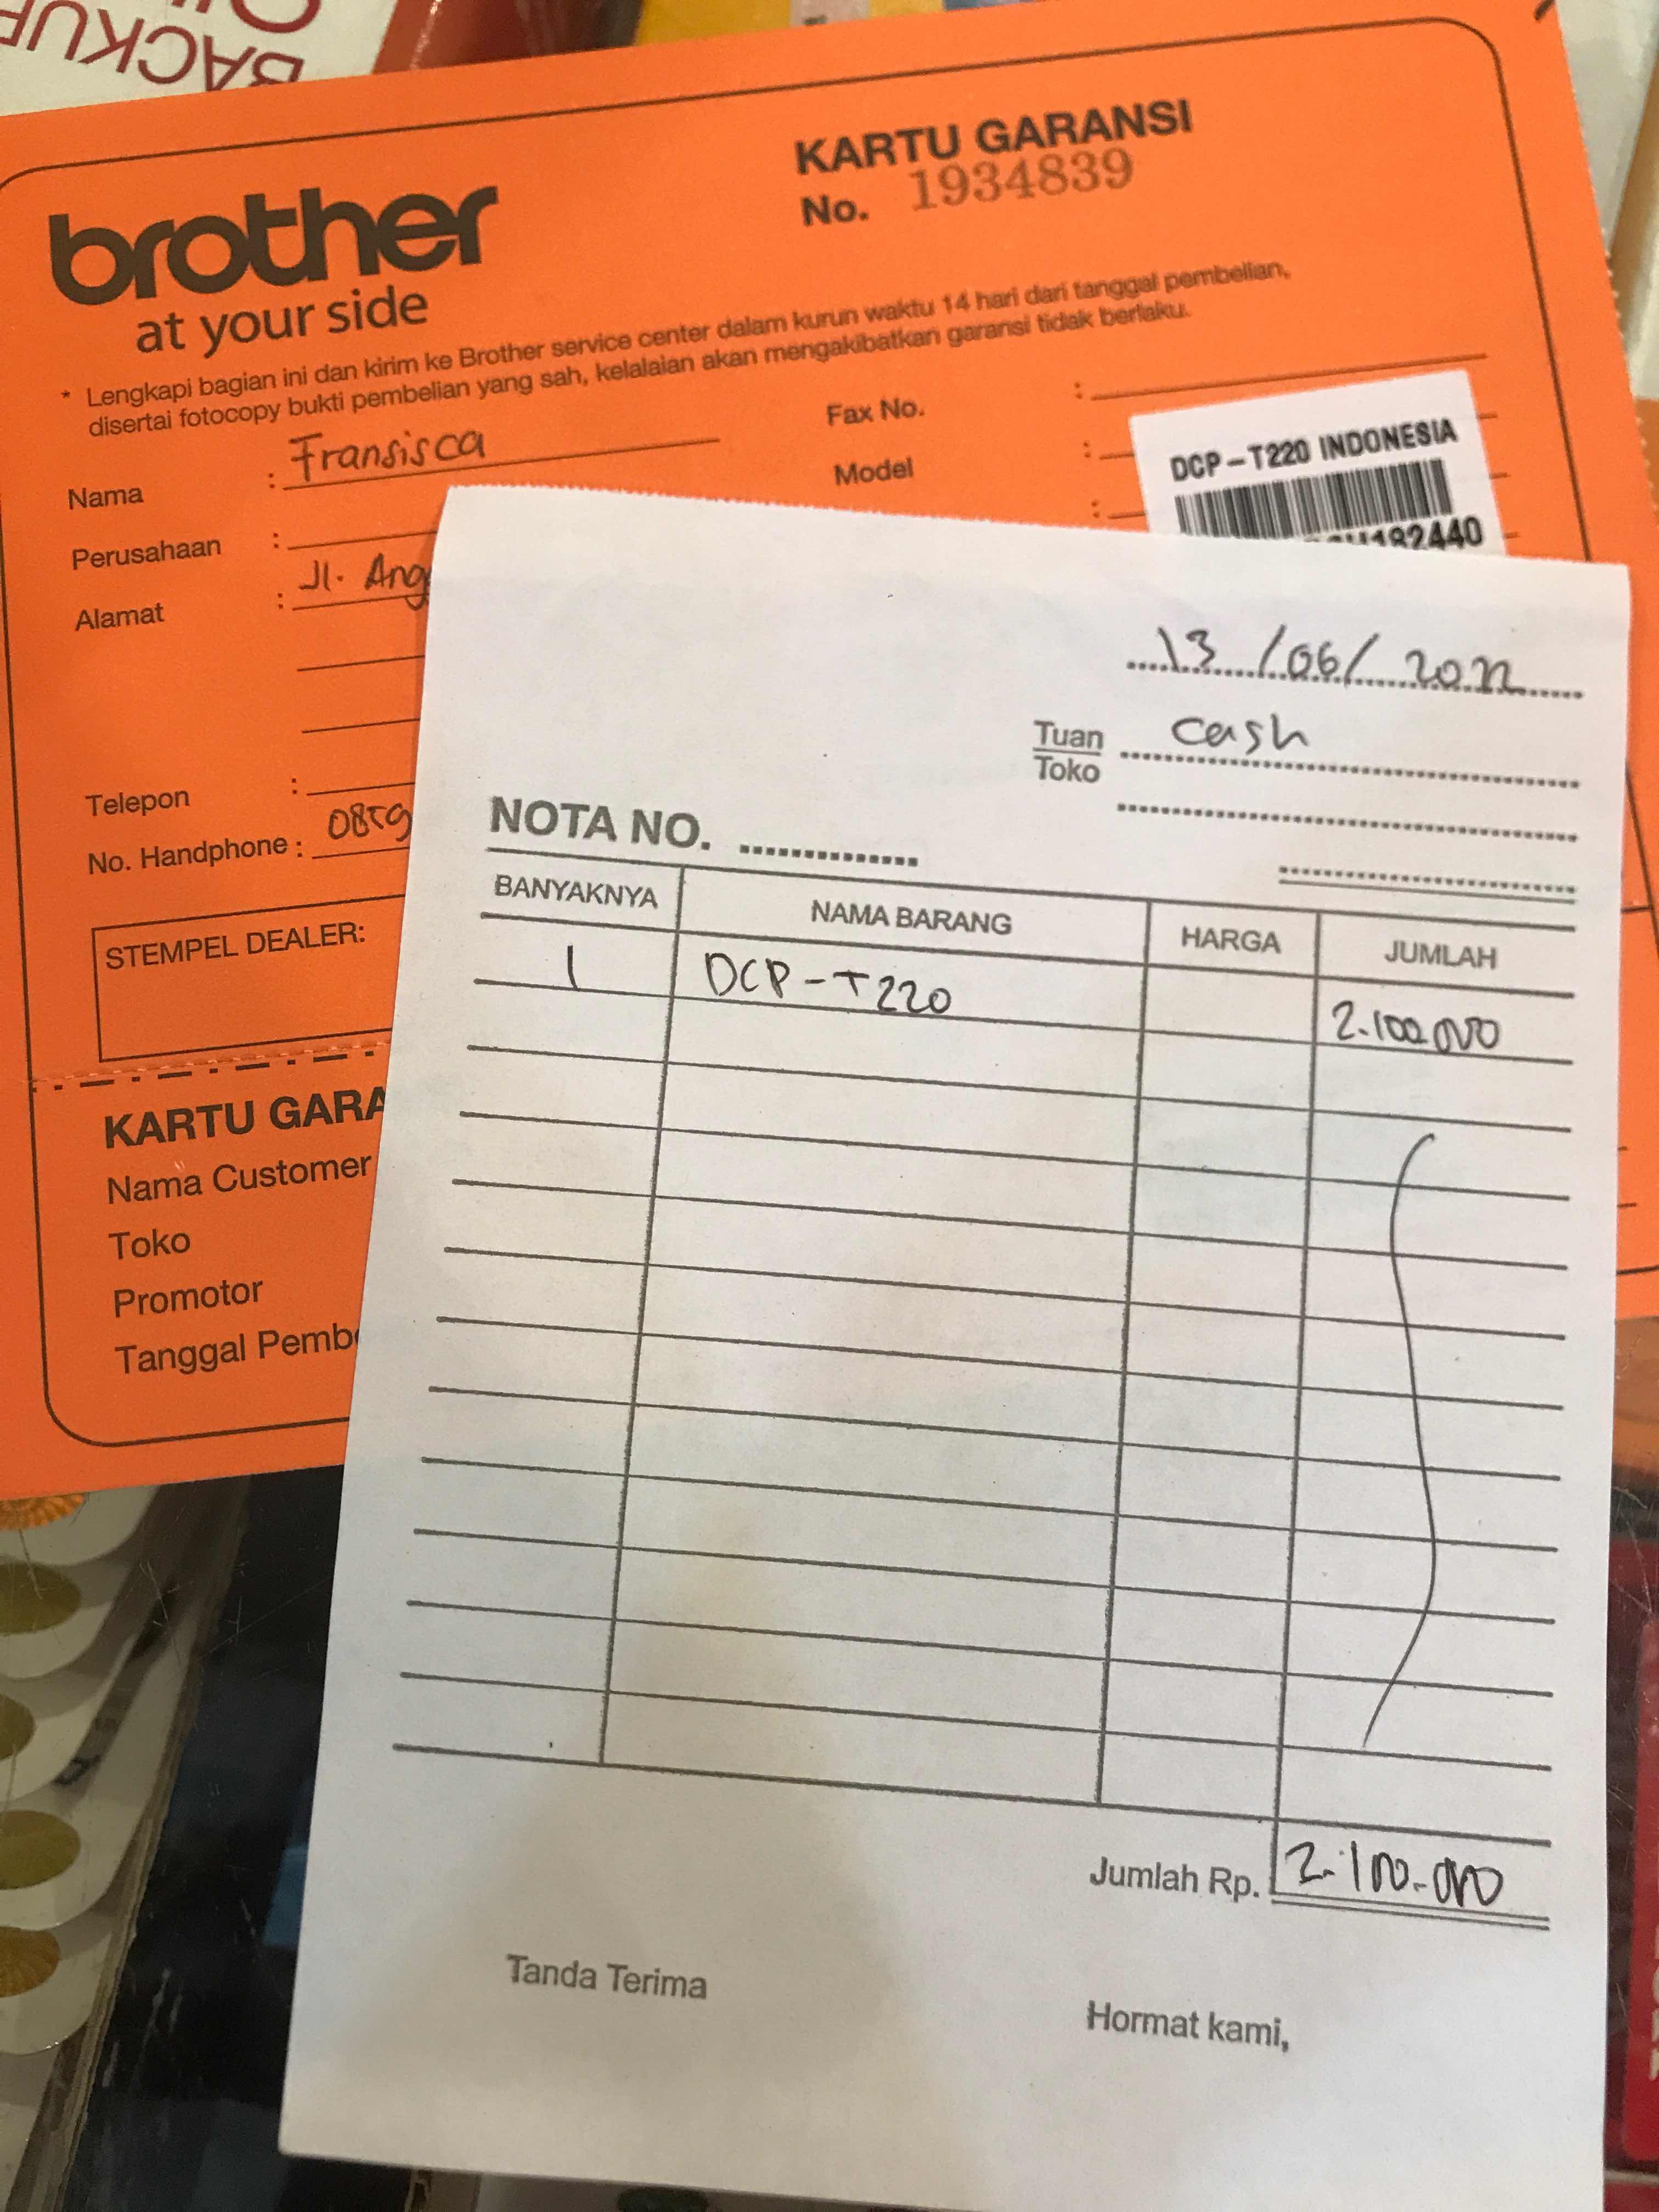 BACKUP
brother
at your side
KARTU GARANSI
No. 1934839
* Lengkapi bagian ini dan kirim ke Brother service center dalam kurun waktu 14 hari dari tanggal pembelian,
disertai fotocopy bukti pembelian yang sah, kelalaian akan mengakibatkan garansi tidak berlaku.
Nama : Fransisca
Perusahaan :
Alamat : Jl. Ang
Telepon :
No. Handphone : 0859
Fax No. :
Model :
DCP-T220 INDONESIA
182440
STEMPEL DEALER:
KARTU GARA
Nama Customer
Toko
Promotor
Tanggal Pemb
13/06/2022
Tuan cash
Toko
NOTA NO.
BANYAKNYA NAMA BARANG HARGA JUMLAH
1 DCP-T220 2.100.000
Jumlah Rp. 2.100.000
Tanda Terima
Hormat kami,